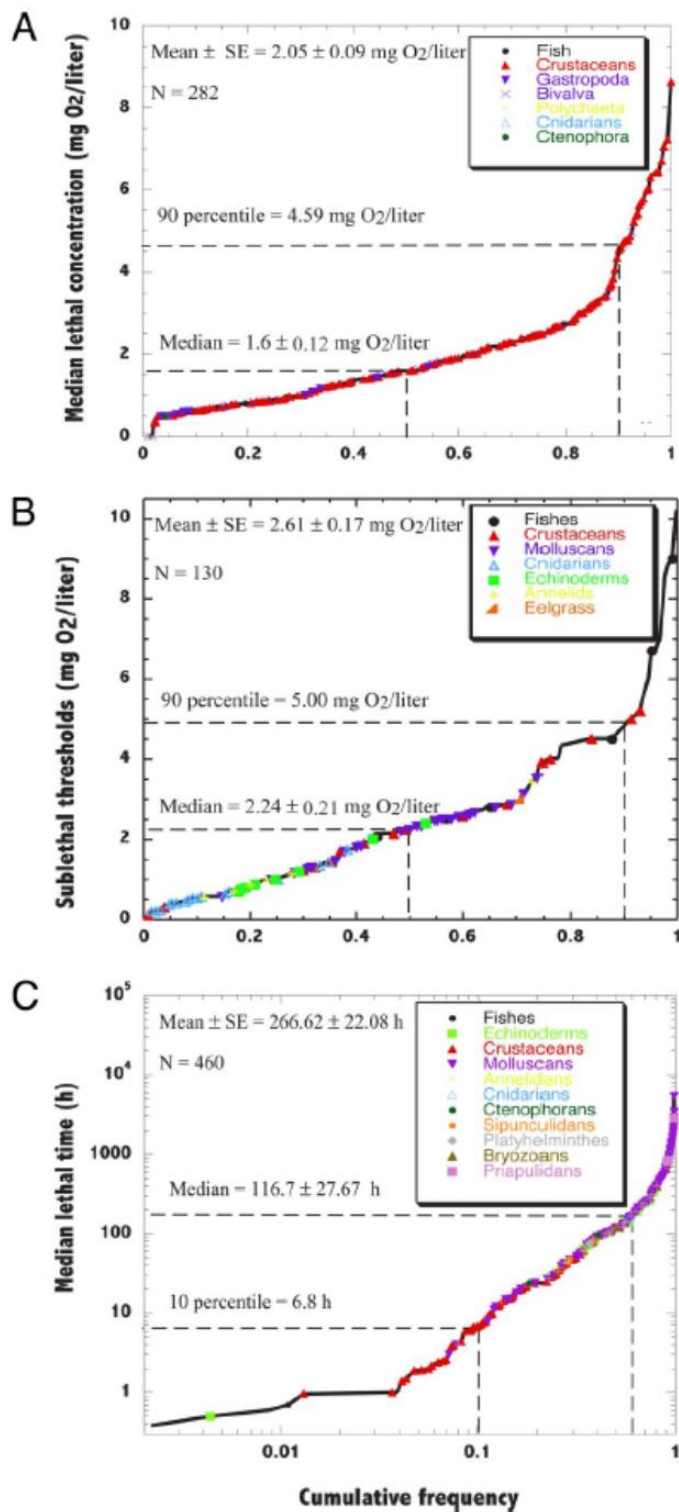 A
Median lethal concentration (mg O2/liter)
10
8
6
4
2
0
Mean ± SE = 2.05 ± 0.09 mg O2/liter
N = 282
Fish
Crustaceans
Gastropoda
Bivalva
Polychaeta
Cnidarians
Ctenophora
90 percentile = 4.59 mg O2/liter
Median = 1.6 ± 0.12 mg O2/liter
0 0.2 0.4 0.6 0.8 1
B
Sublethal thresholds (mg O2/liter)
10
8
6
4
2
0
Mean ± SE = 2.61 ± 0.17 mg O2/liter
N = 130
Fishes
Crustaceans
Molluscans
Cnidarians
Echinoderms
Annelids
Eelgrass
90 percentile = 5.00 mg O2/liter
Median = 2.24 ± 0.21 mg O2/liter
0 0.2 0.4 0.6 0.8 1
C
Median lethal time (h)
10^5
10^4
1000
100
10
1
Mean ± SE = 266.62 ± 22.08 h
N = 460
Fishes
Echinoderms
Crustaceans
Molluscans
Annelidians
Cnidarians
Ctenophorans
Sipunculidans
Platyhelminthes
Bryozoans
Priapulidans
Median = 116.7 ± 27.67 h
10 percentile = 6.8 h
0.01 0.1 1
Cumulative frequency